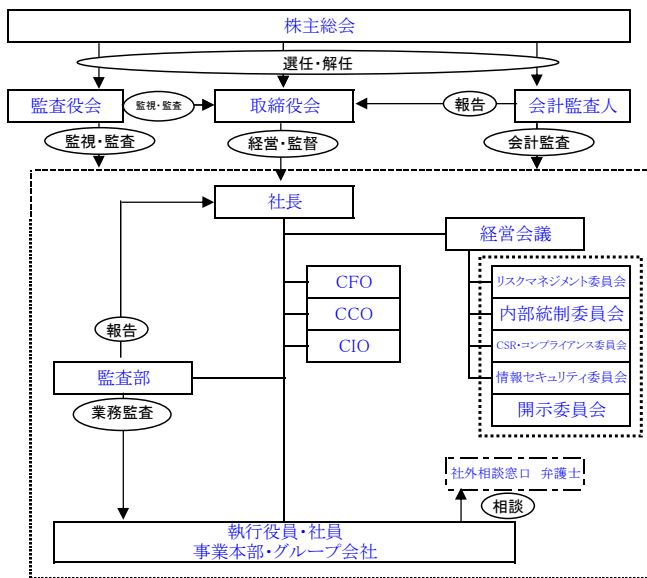 株主総会
選任・解任
監査役会
監視・監査
取締役会
報告
会計監査人
監視・監査
経営・監督
会計監査
社長
経営会議
CFO
CCO
CIO
リスクマネジメント委員会
内部統制委員会
CSR・コンプライアンス委員会
情報セキュリティ委員会
開示委員会
報告
監査部
業務監査
社外相談窓口 弁護士
相談
執行役員・社員
事業本部・グループ会社